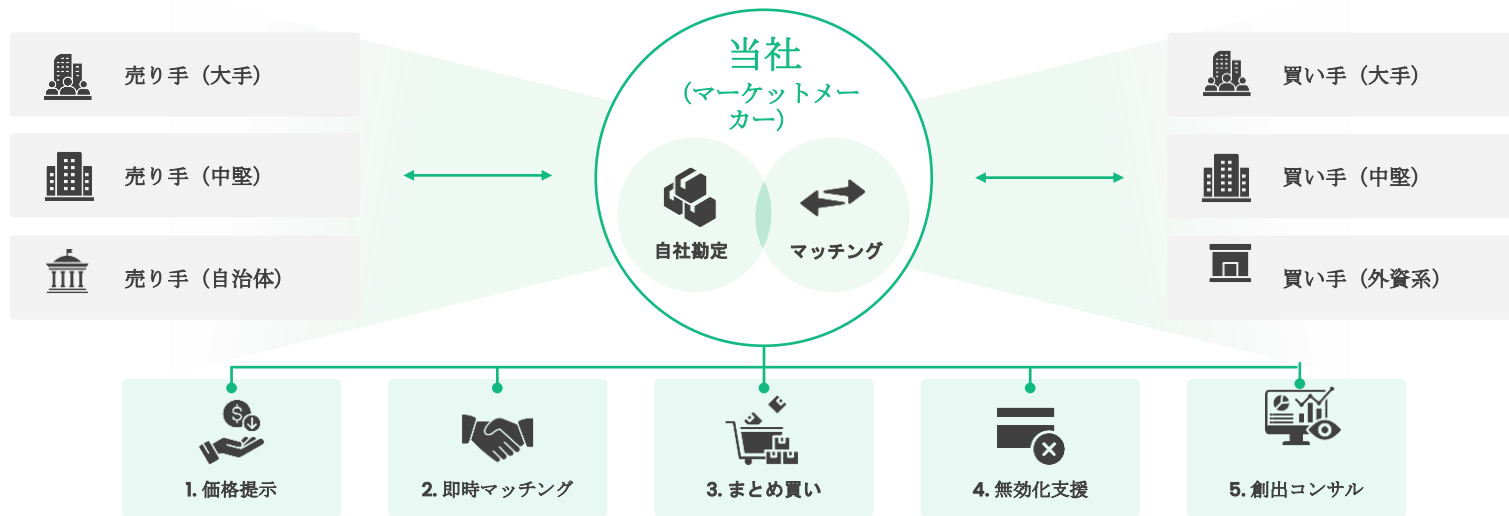 売り手（大手）
売り手（中堅）
売り手（自治体）
当社
（マーケットメー
カー）
自社勘定
マッチング
買い手（大手）
買い手（中堅）
買い手（外資系）
1. 価格提示
2. 即時マッチング
3. まとめ買い
4. 無効化支援
5. 創出コンサル